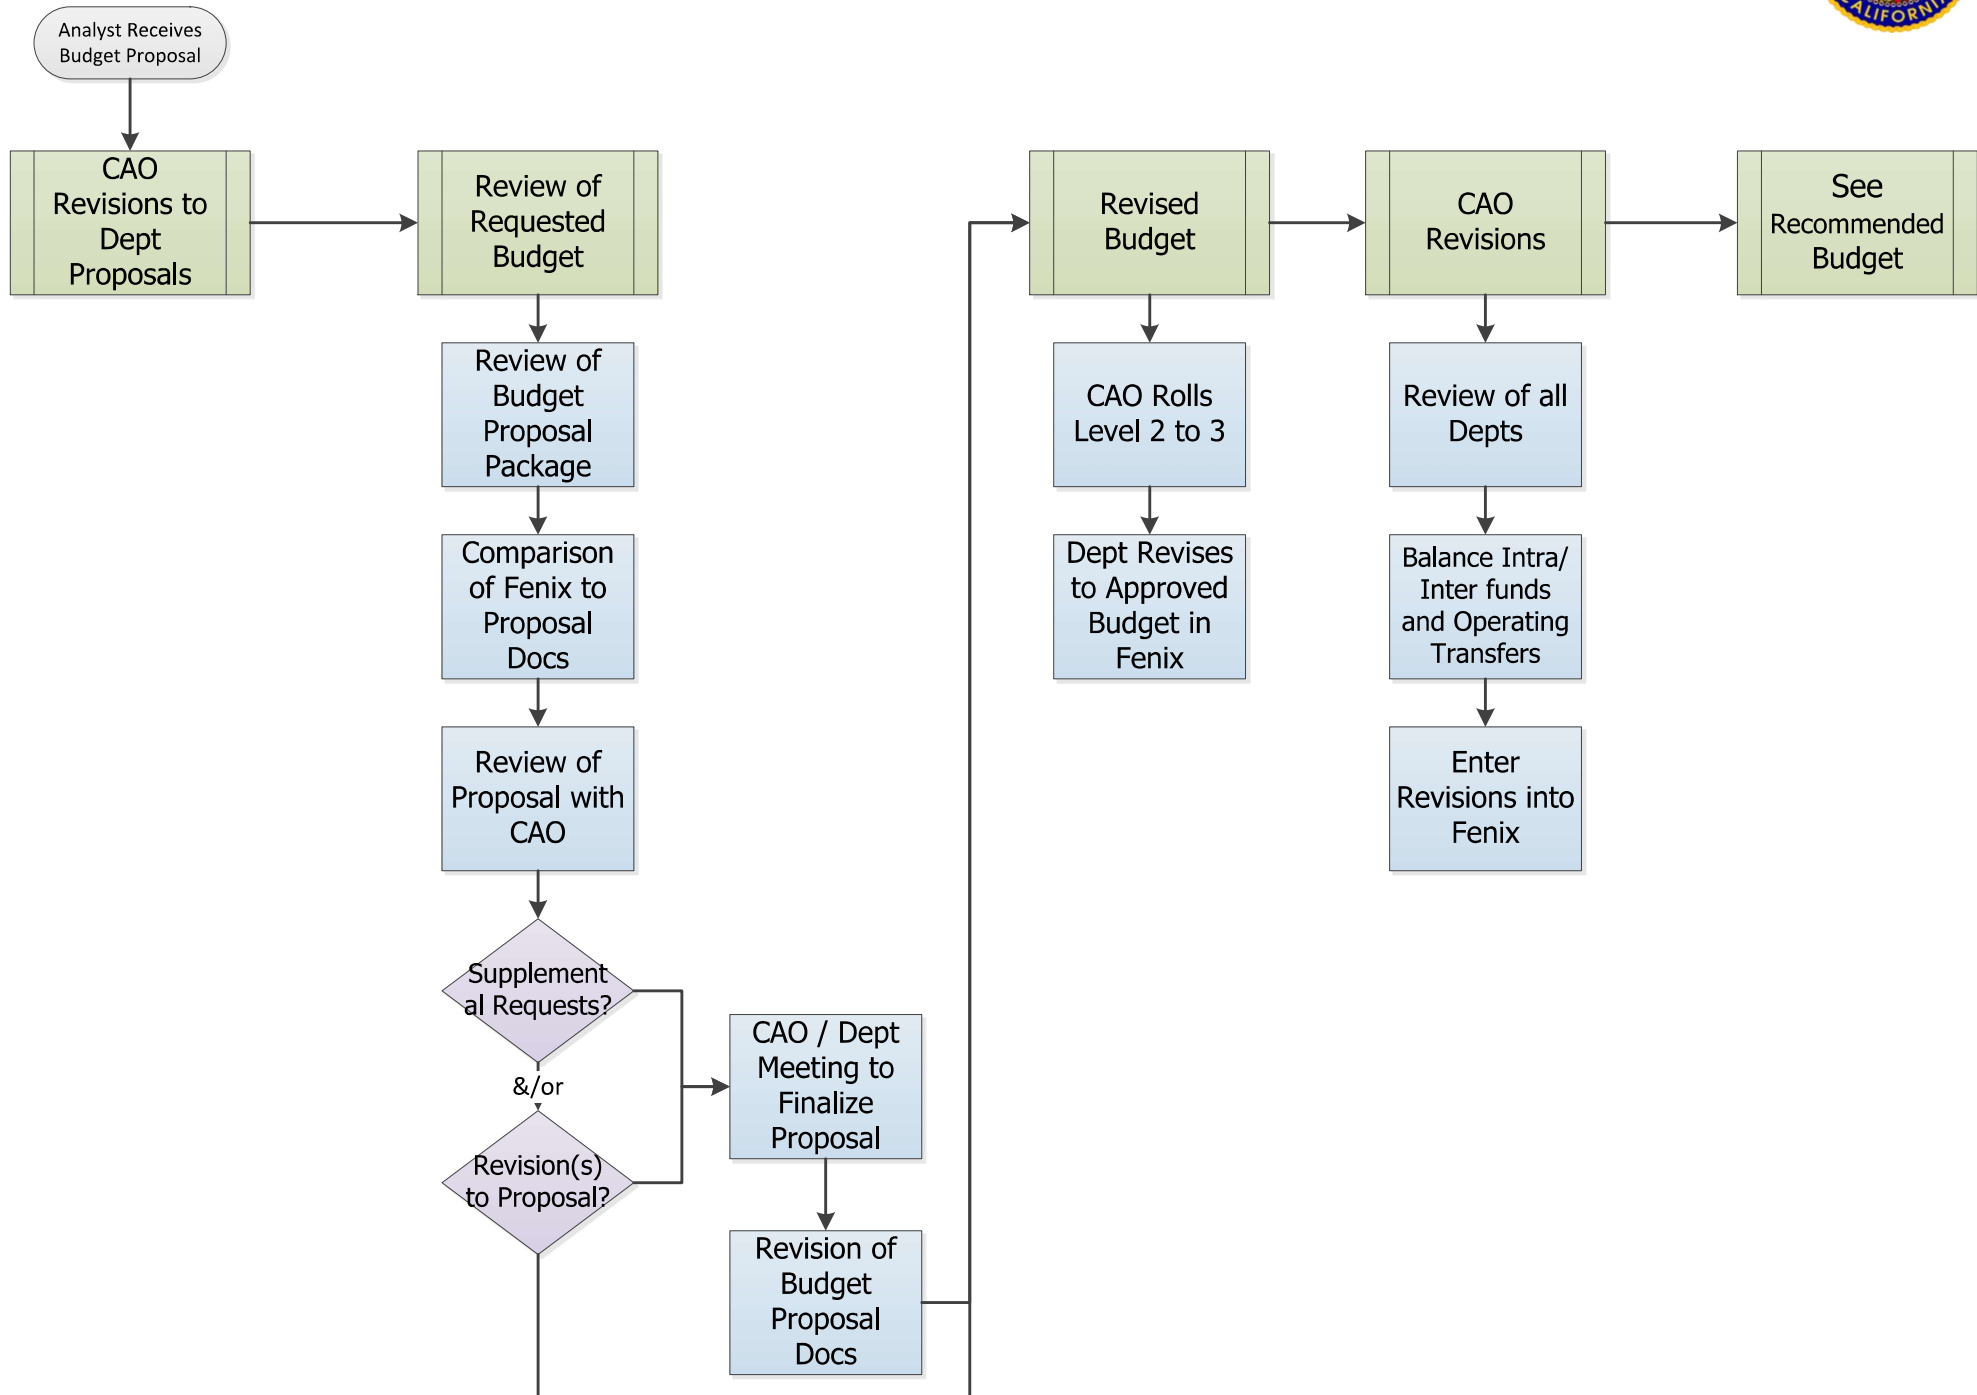 CALIFORNIA
Analyst Receives
Budget Proposal
CAO
Revisions to
Dept
Proposals
Review of
Requested
Budget
Revised
Budget
CAO
Revisions
See
Recommended
Budget
Review of
Budget
Proposal
Package
CAO Rolls
Level 2 to 3
Review of all
Depts
Comparison
of Fenix to
Proposal
Docs
Dept Revises
to Approved
Budget in
Fenix
Balance Intra/
Inter funds
and Operating
Transfers
Review of
Proposal with
CAO
Enter
Revisions into
Fenix
Supplement
al Requests?
&/or
Revision(s)
to Proposal?
CAO / Dept
Meeting to
Finalize
Proposal
Revision of
Budget
Proposal
Docs